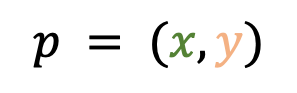 p = (x, y)